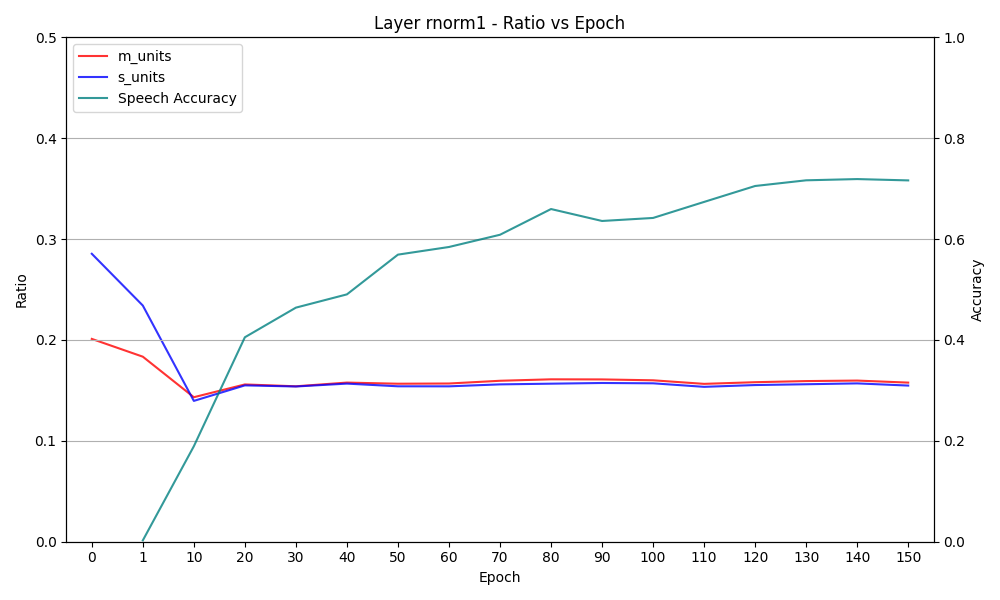 Layer rnorm1 - Ratio vs Epoch
m_units
s_units
Speech Accuracy
0.5
0.4
0.3
0.2
0.1
0.0
Ratio
1.0
0.8
0.6
0.4
0.2
0.0
Accuracy
0 1 10 20 30 40 50 60 70 80 90 100 110 120 130 140 150
Epoch